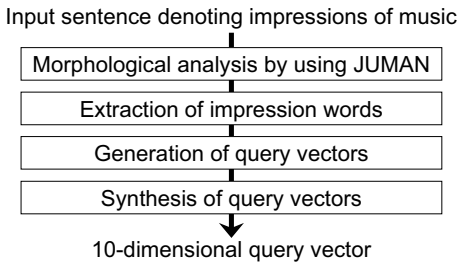 Input sentence denoting impressions of music
Morphological analysis by using JUMAN
Extraction of impression words
Generation of query vectors
Synthesis of query vectors
10-dimensional query vector